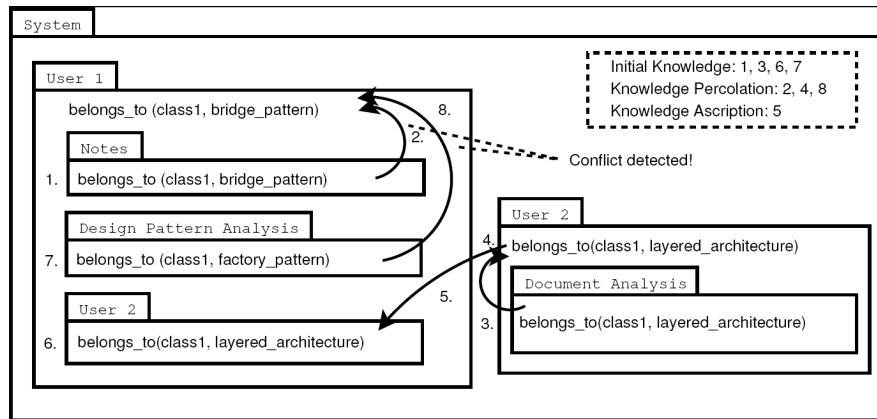 System
User 1
Initial Knowledge: 1, 3, 6, 7
Knowledge Percolation: 2, 4, 8
Knowledge Ascription: 5
belongs_to (class1, bridge_pattern)
8.
2.
Notes
Conflict detected!
1. belongs_to (class1, bridge_pattern)
User 2
Design Pattern Analysis
4. belongs_to(class1, layered_architecture)
7. belongs_to (class1, factory_pattern)
Document Analysis
5.
User 2
3. belongs_to(class1, layered_architecture)
6. belongs_to(class1, layered_architecture)